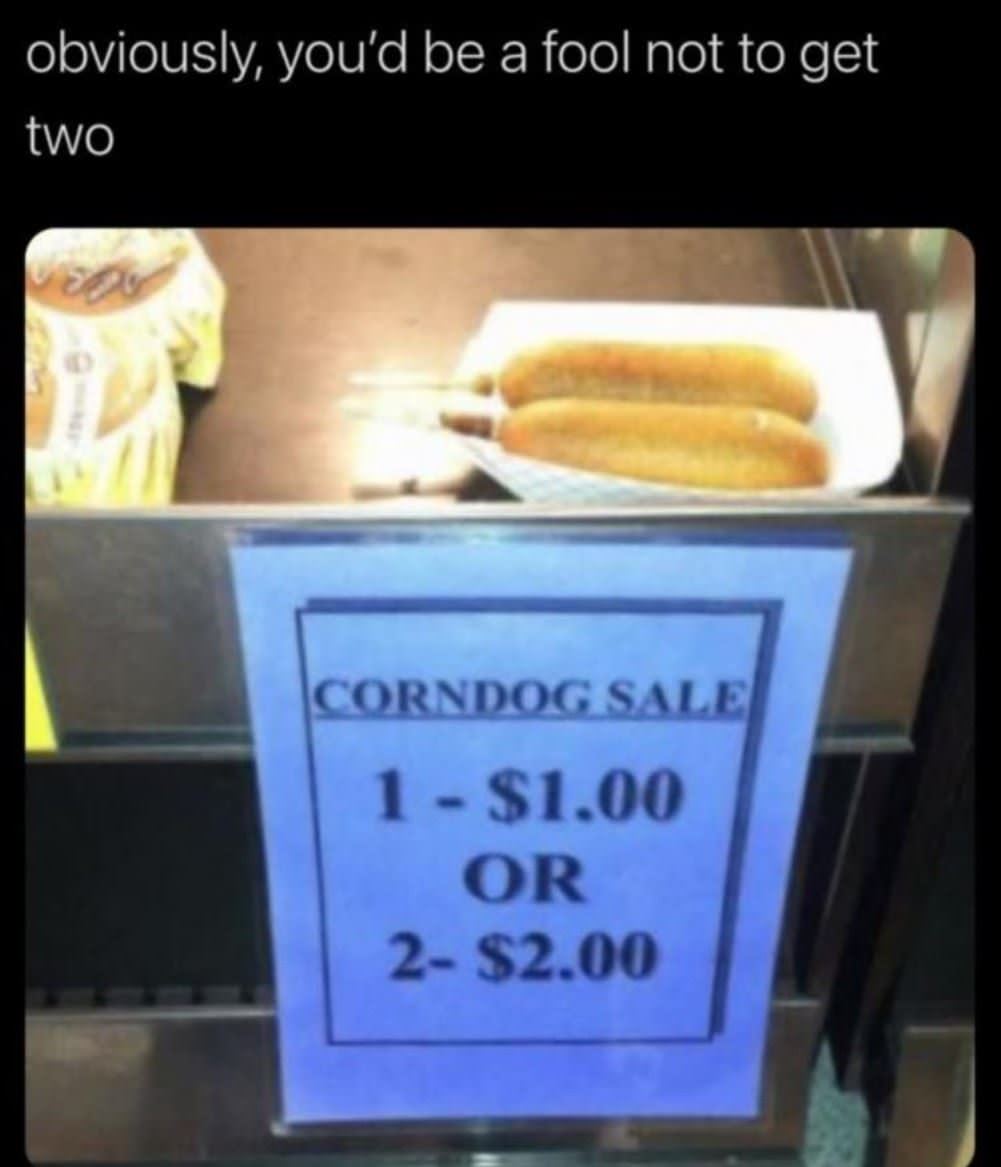 obviously, you'd be a fool not to get
two
CORNDOG SALE
1 - $1.00
OR
2- $2.00